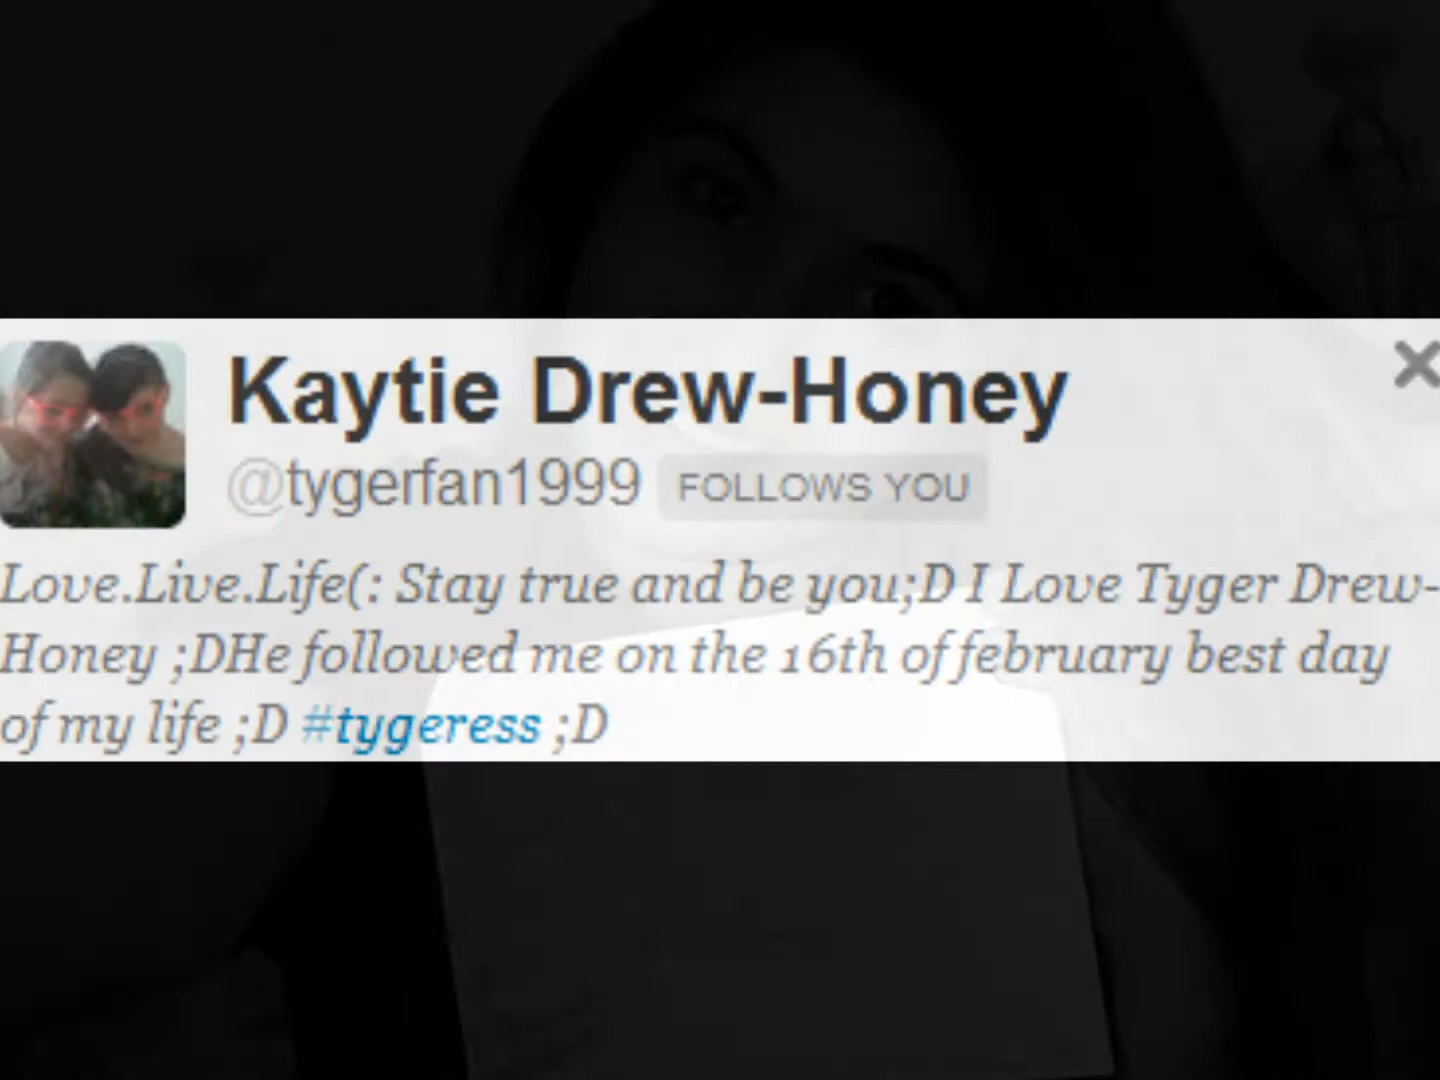 Kaytie Drew-Honey
@tygerfan1999 FOLLOWS YOU
Love.Live.Life(: Stay true and be you;D I Love Tyger Drew-
Honey ;DHe followed me on the 16th of february best day
of my life ;D #tygeress ;D